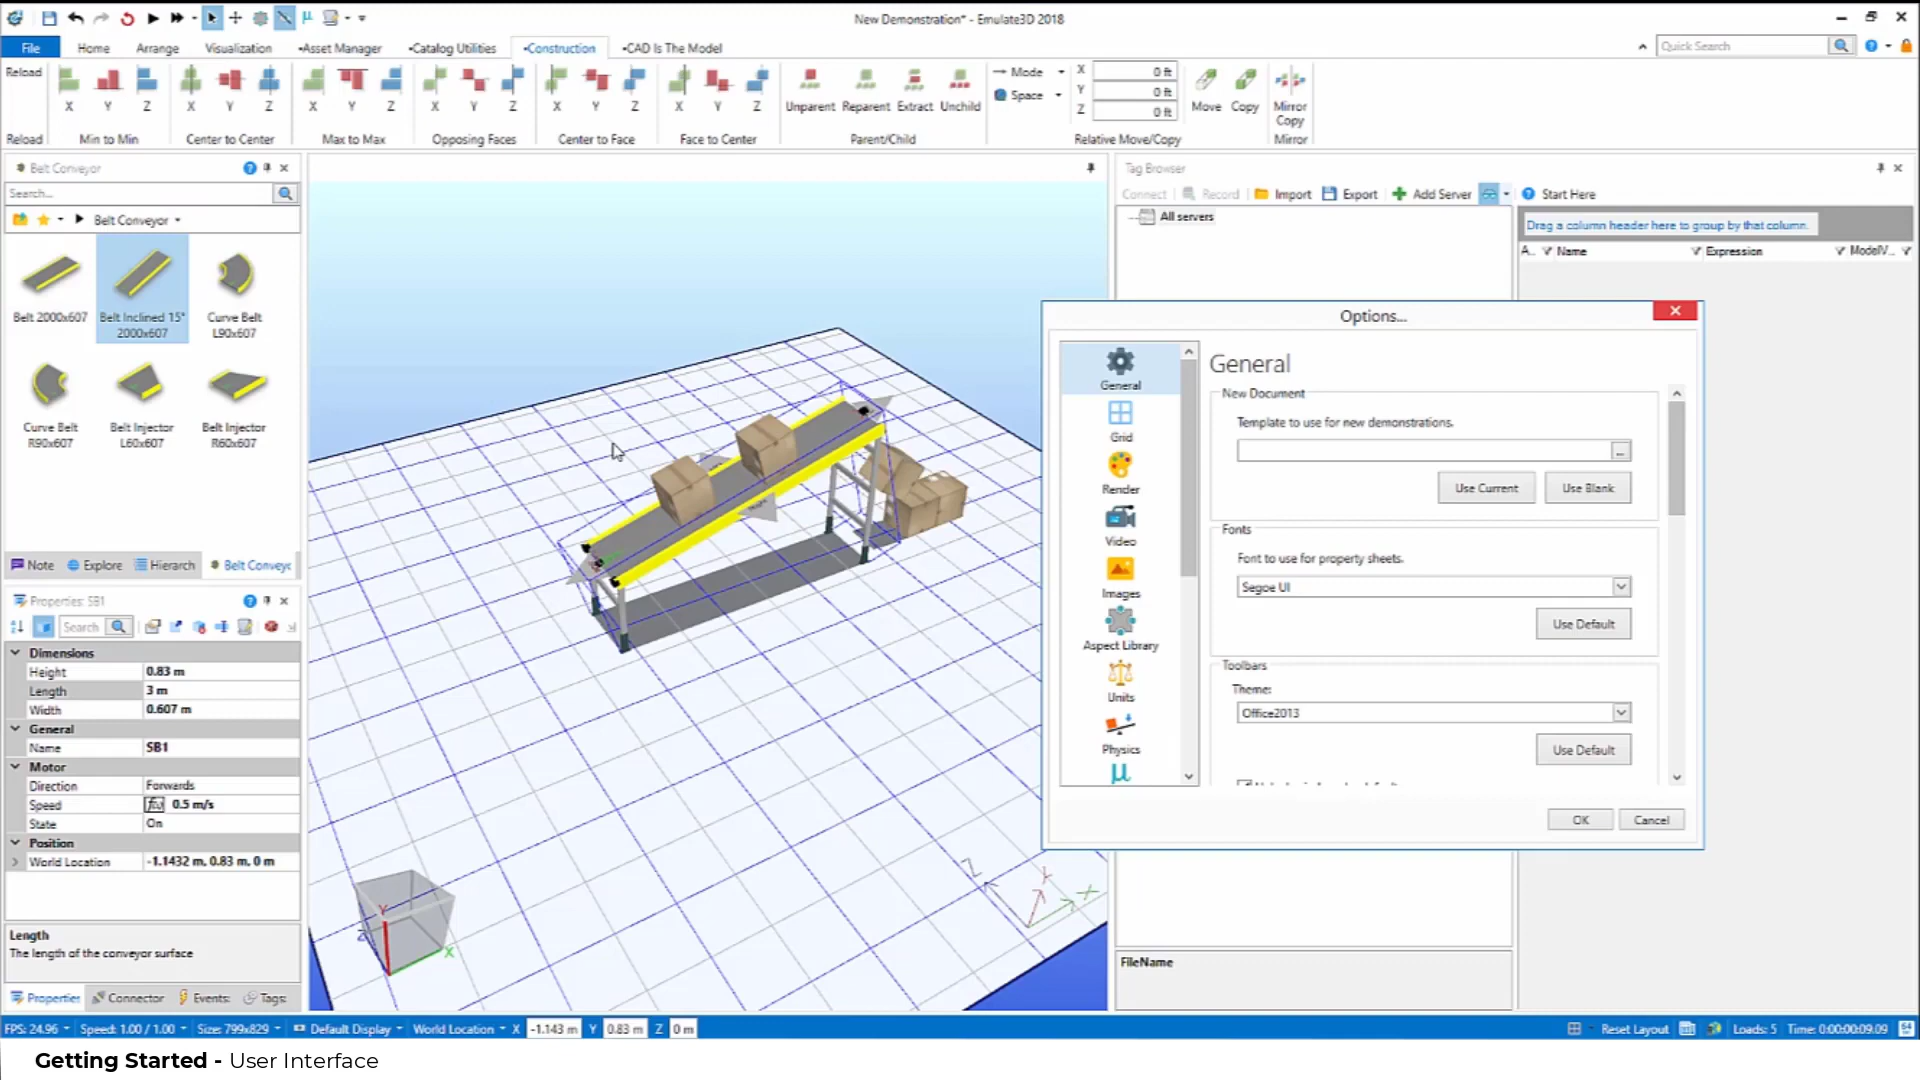 New Demonstration* - Emulate3D 2018
File Home Arrange Visualization •Asset Manager •Catalog Utilities •Construction •CAD Is The Model Quick Search
Reload X Y Z X Y Z X Y Z X Y Z X Y Z X Y Z Unparent Reparent Extract Unchild Mode Space X 0 ft Y 0 ft Z 0 ft Move Copy Mirror Copy
Reload Min to Min Center to Center Max to Max Opposing Faces Center to Face Face to Center Parent/Child Relative Move/Copy Mirror
Belt Conveyor
Search...
Belt Conveyor
Belt 2000x607
Belt Inclined 15° 2000x607
Curve Belt L90x607
Curve Belt R90x607
Belt Injector L60x607
Belt Injector R60x607
Note Explore Hierarch Belt Conveyc
Properties: SB1
Search
Dimensions
Height 0.83 m
Length 3 m
Width 0.607 m
General
Name SB1
Motor
Direction Forwards
Speed f(x) 0.5 m/s
State On
Position
World Location -1.1432 m, 0.83 m, 0 m
Length
The length of the conveyor surface
Properties Connector Events: Tags:
Y
Z
X
Z
Y
X
Tag Browser
Connect Record Import Export Add Server Start Here
All servers
Drag a column header here to group by that column.
A.. Name Expression ModelV...
Options...
General
Grid
Render
Video
Images
Aspect Library
Units
Physics
μ
General
New Document
Template to use for new demonstrations.
...
Use Current Use Blank
Fonts
Font to use for property sheets.
Segoe UI
Use Default
Toolbars
Theme:
Office2013
Use Default
OK Cancel
FileName
FPS: 24.96 Speed: 1.00 / 1.00 Size: 799x829 Default Display World Location X -1.143 m Y 0.83 m Z 0 m Reset Layout Loads: 5 Time: 0:00:00:09.09 64
Getting Started - User Interface